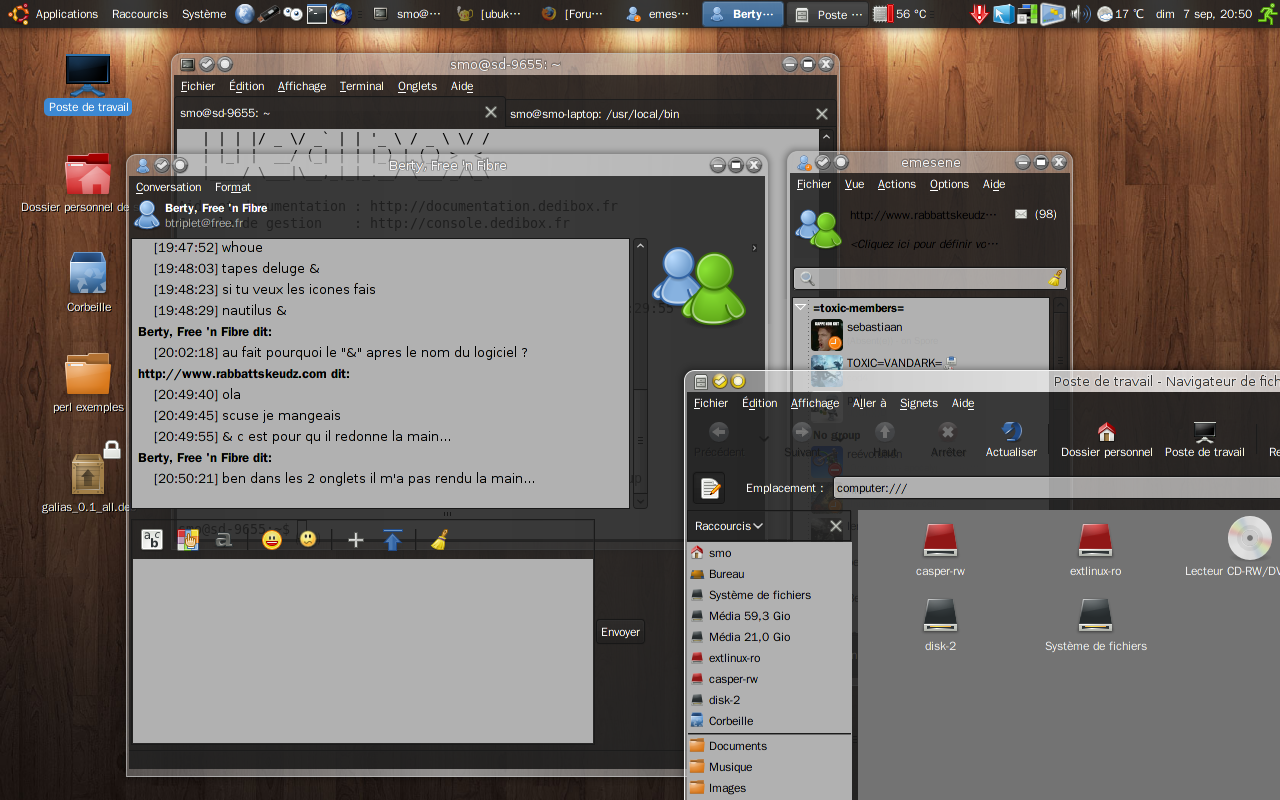 Applications Raccourcis Système smo@··· [ubuk··· [Foru··· emes··· Berty··· Poste ··· 56 °C 17 °C dim 7 sep, 20:50
Poste de travail
Dossier personnel de
Corbeille
perl exemples
galias_0.1_all.de
smo@sd-9655: ~
Fichier Édition Affichage Terminal Onglets Aide
smo@sd-9655: ~
smo@smo-laptop: /usr/local/bin
umentation : http://documentation.dedibox.fr
de gestion : http://console.dedibox.fr
smo@sd-9655:~$
Berty, Free 'n Fibre
Conversation Format
Berty, Free 'n Fibre
btriplet@free.fr
[19:47:52] whoue
[19:48:03] tapes deluge &
[19:48:23] si tu veux les icones fais
[19:48:29] nautilus &
Berty, Free 'n Fibre dit:
[20:02:18] au fait pourquoi le "&" apres le nom du logiciel ?
http://www.rabbattskeudz.com dit:
[20:49:40] ola
[20:49:45] scuse je mangeais
[20:49:55] & c est pour qu il redonne la main...
Berty, Free 'n Fibre dit:
[20:50:21] ben dans les 2 onglets il m'a pas rendu la main...
Envoyer
emesene
Fichier Vue Actions Options Aide
http://www.rabbattskeudz··· (98)
<Cliquez ici pour définir vo···
=toxic-members=
sebastiaan
TOXIC=VANDARK=
No group
Poste de travail - Navigateur de fich
Fichier Édition Affichage Aller à Signets Aide
Précédent Suivant Haut Arrêter Actualiser Dossier personnel Poste de travail Re
Emplacement : computer:///
Raccourcis
smo
Bureau
Système de fichiers
Média 59,3 Gio
Média 21,0 Gio
extlinux-ro
casper-rw
disk-2
Corbeille
Documents
Musique
Images
casper-rw extlinux-ro Lecteur CD-RW/DV
disk-2 Système de fichiers